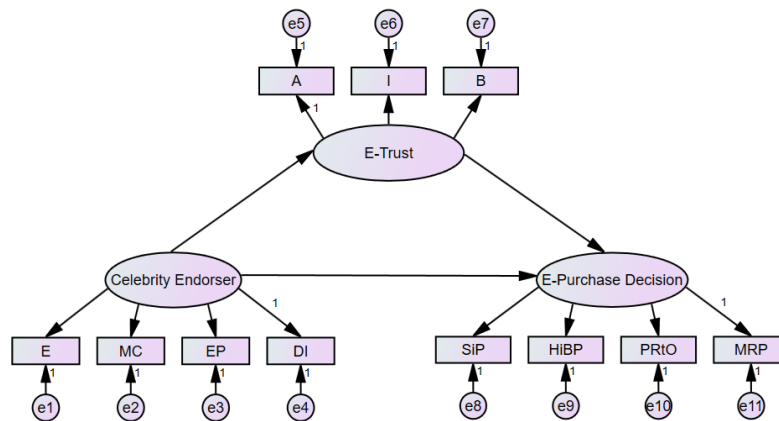 e5 e6 e7
1 1 1
A I B
1
E-Trust
Celebrity Endorser E-Purchase Decision
1 1
E MC EP DI SiP HiBP PRtO MRP
1 1 1 1 1 1 1 1
e1 e2 e3 e4 e8 e9 e10 e11